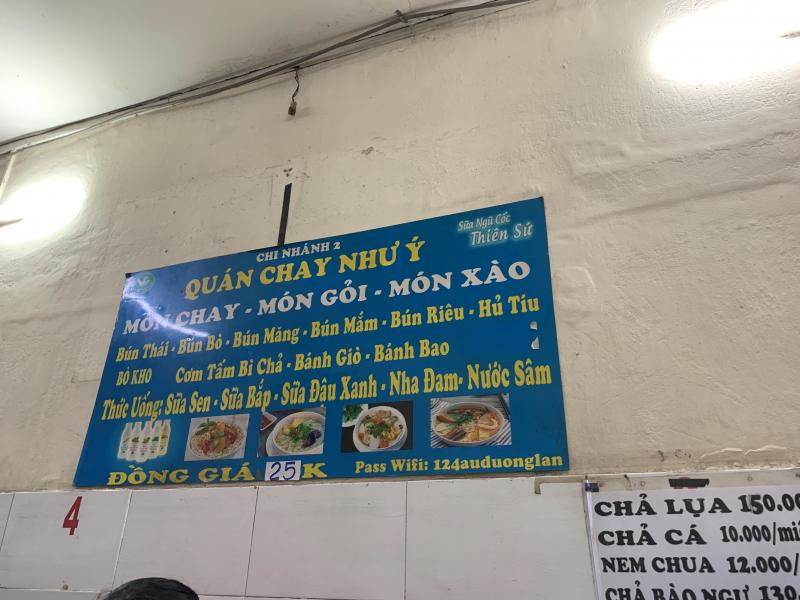 CHI NHÁNH 2
Sữa Ngũ Cốc
Thiên Sứ
QUÁN CHAY NHƯ Ý
MÓN CHAY - MÓN GỎI - MÓN XÀO
Bún Thái - Bún Bò - Bún Măng - Bún Mắm - Bún Riêu - Hủ Tíu
BÒ KHO Cơm Tấm Bì Chả - Bánh Giò - Bánh Bao
Thức Uống: Sữa Sen - Sữa Bắp - Sữa Đậu Xanh - Nha Đam- Nước Sâm
ĐỒNG GIÁ 25K
Pass Wifi: 124auduonglan
4
CHẢ LỤA 150.00
CHẢ CÁ 10.000/mi
NEM CHUA 12.000/
CHẢ BÀO NGƯ 130.